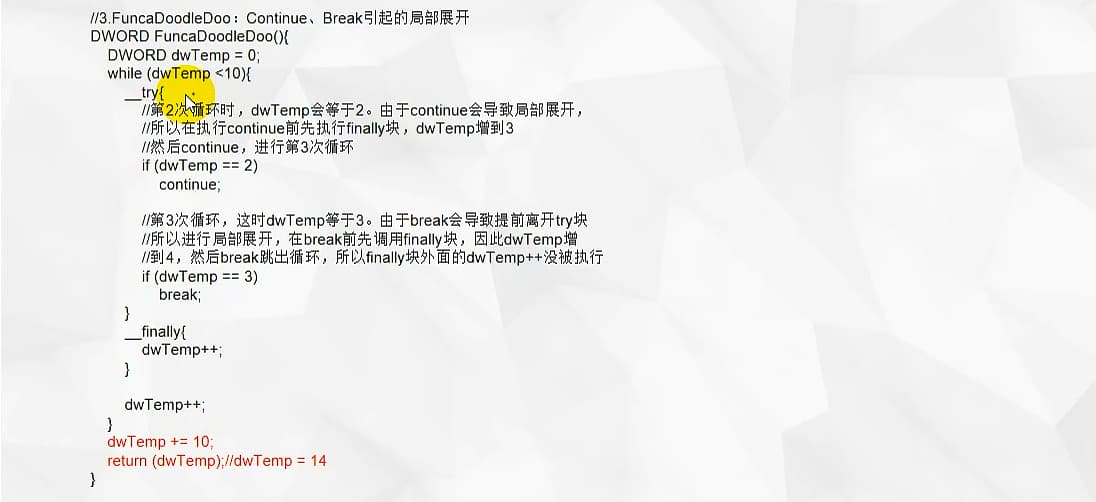 //3.FuncaDoodleDoo：Continue、Break引起的局部展开
DWORD FuncaDoodleDoo(){
DWORD dwTemp = 0;
while (dwTemp <10){
__try{
//第2次循环时，dwTemp会等于2。由于continue会导致局部展开，
//所以在执行continue前先执行finally块，dwTemp增到3
//然后continue，进行第3次循环
if (dwTemp == 2)
continue;
//第3次循环，这时dwTemp等于3。由于break会导致提前离开try块
//所以进行局部展开，在break前先调用finally块，因此dwTemp增
//到4，然后break跳出循环，所以finally块外面的dwTemp++没被执行
if (dwTemp == 3)
break;
}
__finally{
dwTemp++;
}
dwTemp++;
}
dwTemp += 10;
return (dwTemp);//dwTemp = 14
}